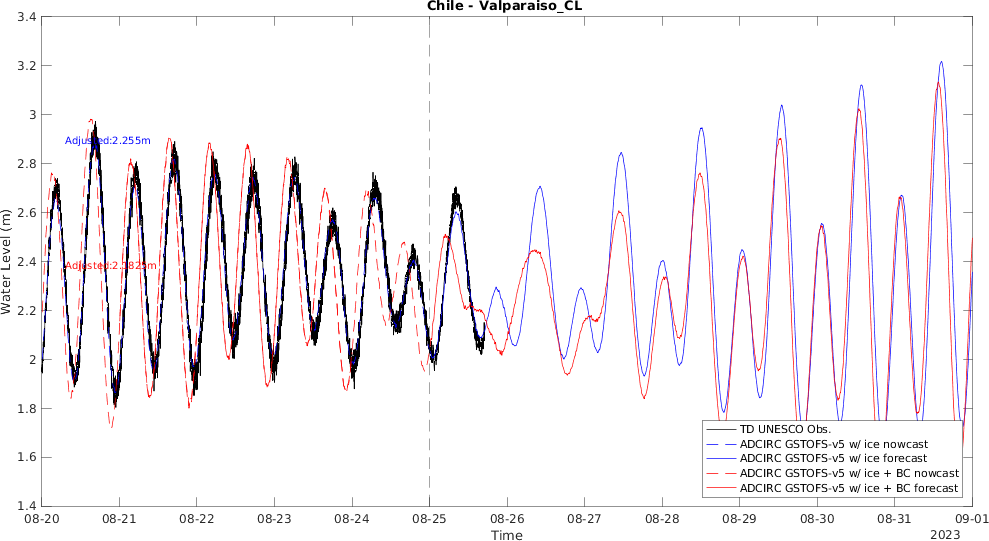 Chile - Valparaiso_CL
3.4
3.2
3
2.8
2.6
2.4
2.2
2
1.8
1.6
1.4
Water Level (m)
Adjusted:2.255m
TD UNESCO Obs.
ADCIRC GSTOFS-v5 w/ ice nowcast
ADCIRC GSTOFS-v5 w/ ice forecast
ADCIRC GSTOFS-v5 w/ ice + BC nowcast
ADCIRC GSTOFS-v5 w/ ice + BC forecast
08-20 08-21 08-22 08-23 08-24 08-25 08-26 08-27 08-28 08-29 08-30 08-31 09-01
Time
2023